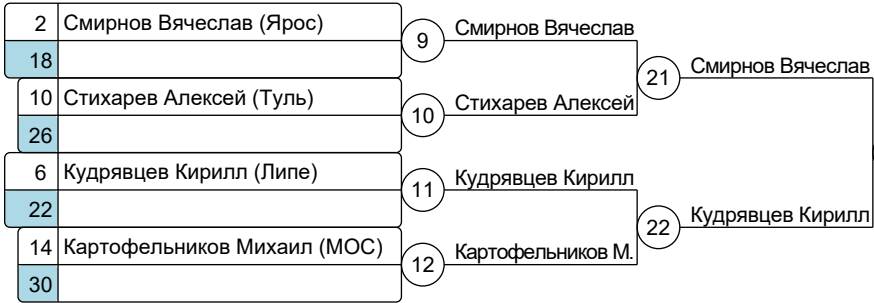 2 Смирнов Вячеслав (Ярос)
18
9 Смирнов Вячеслав
10 Стихарев Алексей (Туль)
26
10 Стихарев Алексей
21 Смирнов Вячеслав
6 Кудрявцев Кирилл (Липе)
22
11 Кудрявцев Кирилл
14 Картофельников Михаил (МОС)
30
12 Картофельников М.
22 Кудрявцев Кирилл